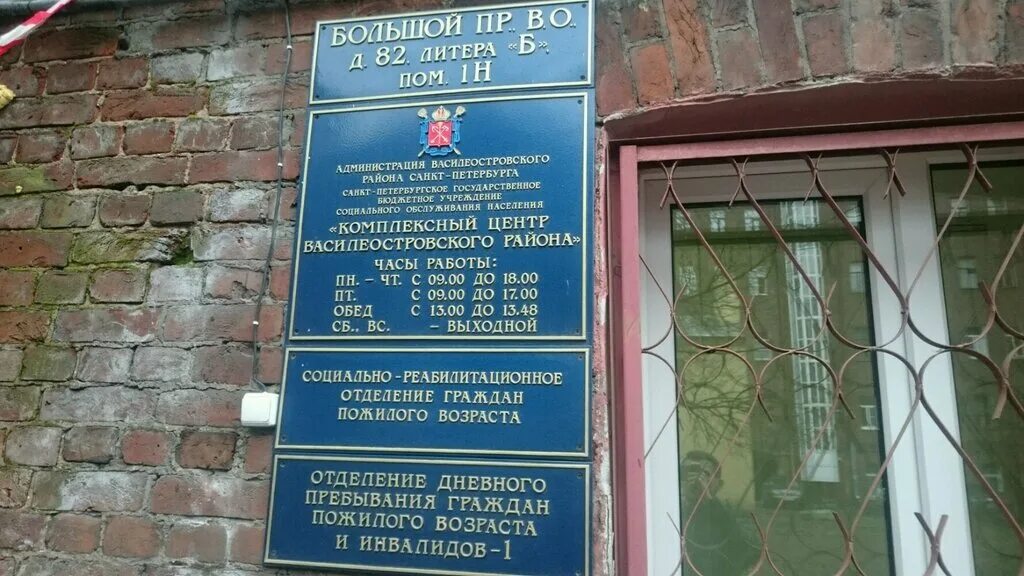 БОЛЬШОЙ ПР. В О.
Д. 82. ЛИТЕРА "Б",
ПОМ. 1Н
АДМИНИСТРАЦИЯ ВАСИЛЕОСТРОВСКОГО
РАЙОНА САНКТ-ПЕТЕРБУРГА
САНКТ-ПЕТЕРБУРГСКОЕ ГОСУДАРСТВЕННОЕ
БЮДЖЕТНОЕ УЧРЕЖДЕНИЕ
СОЦИАЛЬНОГО ОБСЛУЖИВАНИЯ НАСЕЛЕНИЯ
"КОМПЛЕКСНЫЙ ЦЕНТР
ВАСИЛЕОСТРОВСКОГО РАЙОНА"
ЧАСЫ РАБОТЫ:
ПН. – ЧТ. С 09.00 ДО 18.00
ПТ. С 09.00 ДО 17.00
ОБЕД С 13.00 ДО 13.48
СБ., ВС. – ВЫХОДНОЙ
СОЦИАЛЬНО-РЕАБИЛИТАЦИОННОЕ
ОТДЕЛЕНИЕ ГРАЖДАН
ПОЖИЛОГО ВОЗРАСТА
ОТДЕЛЕНИЕ ДНЕВНОГО
ПРЕБЫВАНИЯ ГРАЖДАН
ПОЖИЛОГО ВОЗРАСТА
И ИНВАЛИДОВ-1